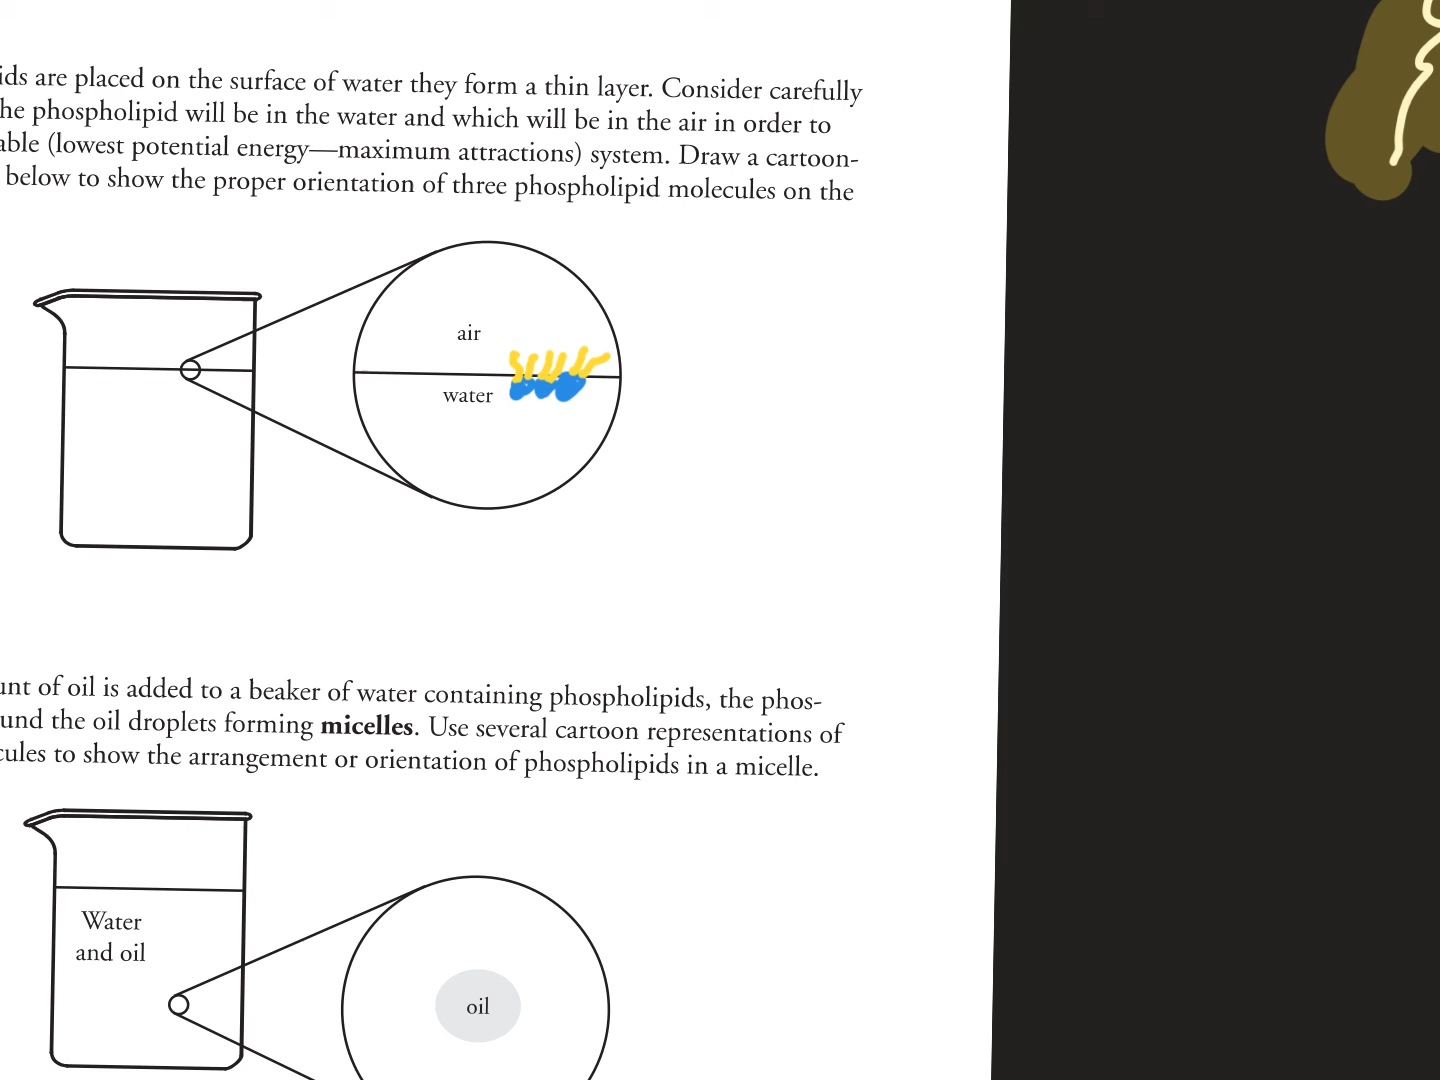 ids are placed on the surface of water they form a thin layer. Consider carefully
he phospholipid will be in the water and which will be in the air in order to
able (lowest potential energy—maximum attractions) system. Draw a cartoon-
below to show the proper orientation of three phospholipid molecules on the
air
water
unt of oil is added to a beaker of water containing phospholipids, the phos-
und the oil droplets forming micelles. Use several cartoon representations of
cules to show the arrangement or orientation of phospholipids in a micelle.
Water
and oil
oil